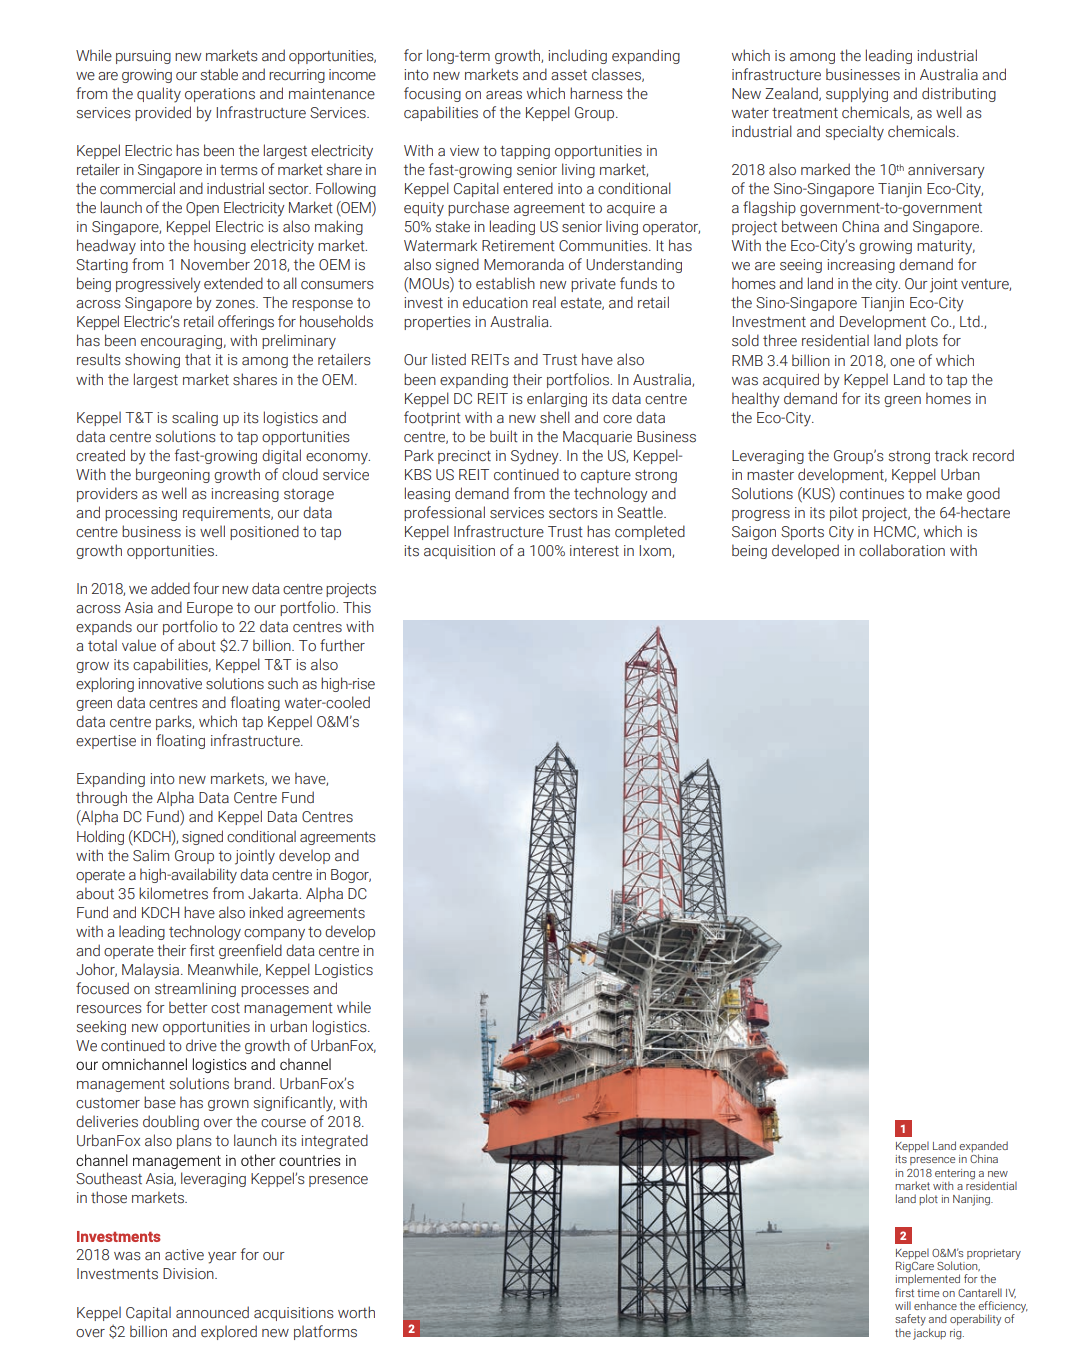 While pursuing new markets and opportunities,
we are growing our stable and recurring income
from the quality operations and maintenance
services provided by Infrastructure Services.
Keppel Electric has been the largest electricity
retailer in Singapore in terms of market share in
the commercial and industrial sector. Following
the launch of the Open Electricity Market (OEM)
in Singapore, Keppel Electric is also making
headway into the housing electricity market.
Starting from 1 November 2018, the OEM is
being progressively extended to all consumers
across Singapore by zones. The response to
Keppel Electric's retail offerings for households
has been encouraging, with preliminary
results showing that it is among the retailers
with the largest market shares in the OEM.
Keppel T&T is scaling up its logistics and
data centre solutions to tap opportunities
created by the fast-growing digital economy.
With the burgeoning growth of cloud service
providers as well as increasing storage
and processing requirements, our data
centre business is well positioned to tap
growth opportunities.
In 2018, we added four new data centre projects
across Asia and Europe to our portfolio. This
expands our portfolio to 22 data centres with
a total value of about $2.7 billion. To further
grow its capabilities, Keppel T&T is also
exploring innovative solutions such as high-rise
green data centres and floating water-cooled
data centre parks, which tap Keppel O&M's
expertise in floating infrastructure.
Expanding into new markets, we have,
through the Alpha Data Centre Fund
(Alpha DC Fund) and Keppel Data Centres
Holding (KDCH), signed conditional agreements
with the Salim Group to jointly develop and
operate a high-availability data centre in Bogor,
about 35 kilometres from Jakarta. Alpha DC
Fund and KDCH have also inked agreements
with a leading technology company to develop
and operate their first greenfield data centre in
Johor, Malaysia. Meanwhile, Keppel Logistics
focused on streamlining processes and
resources for better cost management while
seeking new opportunities in urban logistics.
We continued to drive the growth of UrbanFox,
our omnichannel logistics and channel
management solutions brand. UrbanFox's
customer base has grown significantly, with
deliveries doubling over the course of 2018.
UrbanFox also plans to launch its integrated
channel management in other countries in
Southeast Asia, leveraging Keppel's presence
in those markets.
Investments
2018 was an active year for our
Investments Division.
Keppel Capital announced acquisitions worth
over $2 billion and explored new platforms
for long-term growth, including expanding
into new markets and asset classes,
focusing on areas which harness the
capabilities of the Keppel Group.
With a view to tapping opportunities in
the fast-growing senior living market,
Keppel Capital entered into a conditional
equity purchase agreement to acquire a
50% stake in leading US senior living operator,
Watermark Retirement Communities. It has
also signed Memoranda of Understanding
(MOUs) to establish new private funds to
invest in education real estate, and retail
properties in Australia.
Our listed REITs and Trust have also
been expanding their portfolios. In Australia,
Keppel DC REIT is enlarging its data centre
footprint with a new shell and core data
centre, to be built in the Macquarie Business
Park precinct in Sydney. In the US, Keppel-
KBS US REIT continued to capture strong
leasing demand from the technology and
professional services sectors in Seattle.
Keppel Infrastructure Trust has completed
its acquisition of a 100% interest in Ixom,
which is among the leading industrial
infrastructure businesses in Australia and
New Zealand, supplying and distributing
water treatment chemicals, as well as
industrial and specialty chemicals.
2018 also marked the 10th anniversary
of the Sino-Singapore Tianjin Eco-City,
a flagship government-to-government
project between China and Singapore.
With the Eco-City's growing maturity,
we are seeing increasing demand for
homes and land in the city. Our joint venture,
the Sino-Singapore Tianjin Eco-City
Investment and Development Co., Ltd.,
sold three residential land plots for
RMB 3.4 billion in 2018, one of which
was acquired by Keppel Land to tap the
healthy demand for its green homes in
the Eco-City.
Leveraging the Group's strong track record
in master development, Keppel Urban
Solutions (KUS) continues to make good
progress in its pilot project, the 64-hectare
Saigon Sports City in HCMC, which is
being developed in collaboration with
2
1
Keppel Land expanded
its presence in China
in 2018 entering a new
market with a residential
land plot in Nanjing.
2
Keppel O&M's proprietary
RigCare Solution,
implemented for the
first time on Cantarell IV,
will enhance the efficiency,
safety and operability of
the jackup rig.